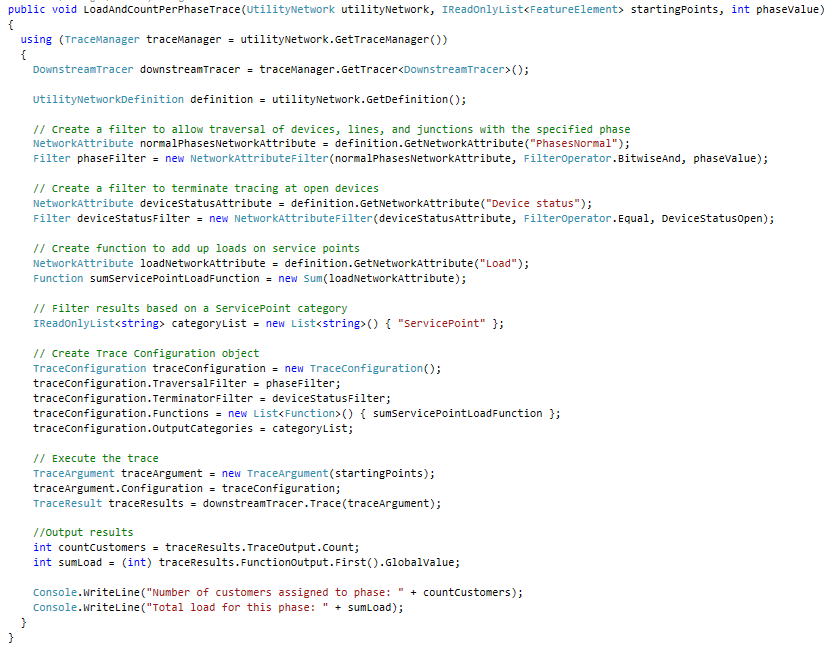 public void LoadAndCountPerPhaseTrace(UtilityNetwork utilityNetwork, IReadOnlyList<FeatureElement> startingPoints, int phaseValue)
{
  using (TraceManager traceManager = utilityNetwork.GetTraceManager())
  {
    DownstreamTracer downstreamTracer = traceManager.GetTracer<DownstreamTracer>();

    UtilityNetworkDefinition definition = utilityNetwork.GetDefinition();

    // Create a filter to allow traversal of devices, lines, and junctions with the specified phase
    NetworkAttribute normalPhasesNetworkAttribute = definition.GetNetworkAttribute("PhasesNormal");
    Filter phaseFilter = new NetworkAttributeFilter(normalPhasesNetworkAttribute, FilterOperator.BitwiseAnd, phaseValue);

    // Create a filter to terminate tracing at open devices
    NetworkAttribute deviceStatusAttribute = definition.GetNetworkAttribute("Device status");
    Filter deviceStatusFilter = new NetworkAttributeFilter(deviceStatusAttribute, FilterOperator.Equal, DeviceStatusOpen);

    // Create function to add up loads on service points
    NetworkAttribute loadNetworkAttribute = definition.GetNetworkAttribute("Load");
    Function sumServicePointLoadFunction = new Sum(loadNetworkAttribute);

    // Filter results based on a ServicePoint category
    IReadOnlyList<string> categoryList = new List<string>() { "ServicePoint" };

    // Create Trace Configuration object
    TraceConfiguration traceConfiguration = new TraceConfiguration();
    traceConfiguration.TraversalFilter = phaseFilter;
    traceConfiguration.TerminatorFilter = deviceStatusFilter;
    traceConfiguration.Functions = new List<Function>() { sumServicePointLoadFunction };
    traceConfiguration.OutputCategories = categoryList;

    // Execute the trace
    TraceArgument traceArgument = new TraceArgument(startingPoints);
    traceArgument.Configuration = traceConfiguration;
    TraceResult traceResults = downstreamTracer.Trace(traceArgument);

    //Output results
    int countCustomers = traceResults.TraceOutput.Count;
    int sumLoad = (int) traceResults.FunctionOutput.First().GlobalValue;

    Console.WriteLine("Number of customers assigned to phase: " + countCustomers);
    Console.WriteLine("Total load for this phase: " + sumLoad);
  }
}